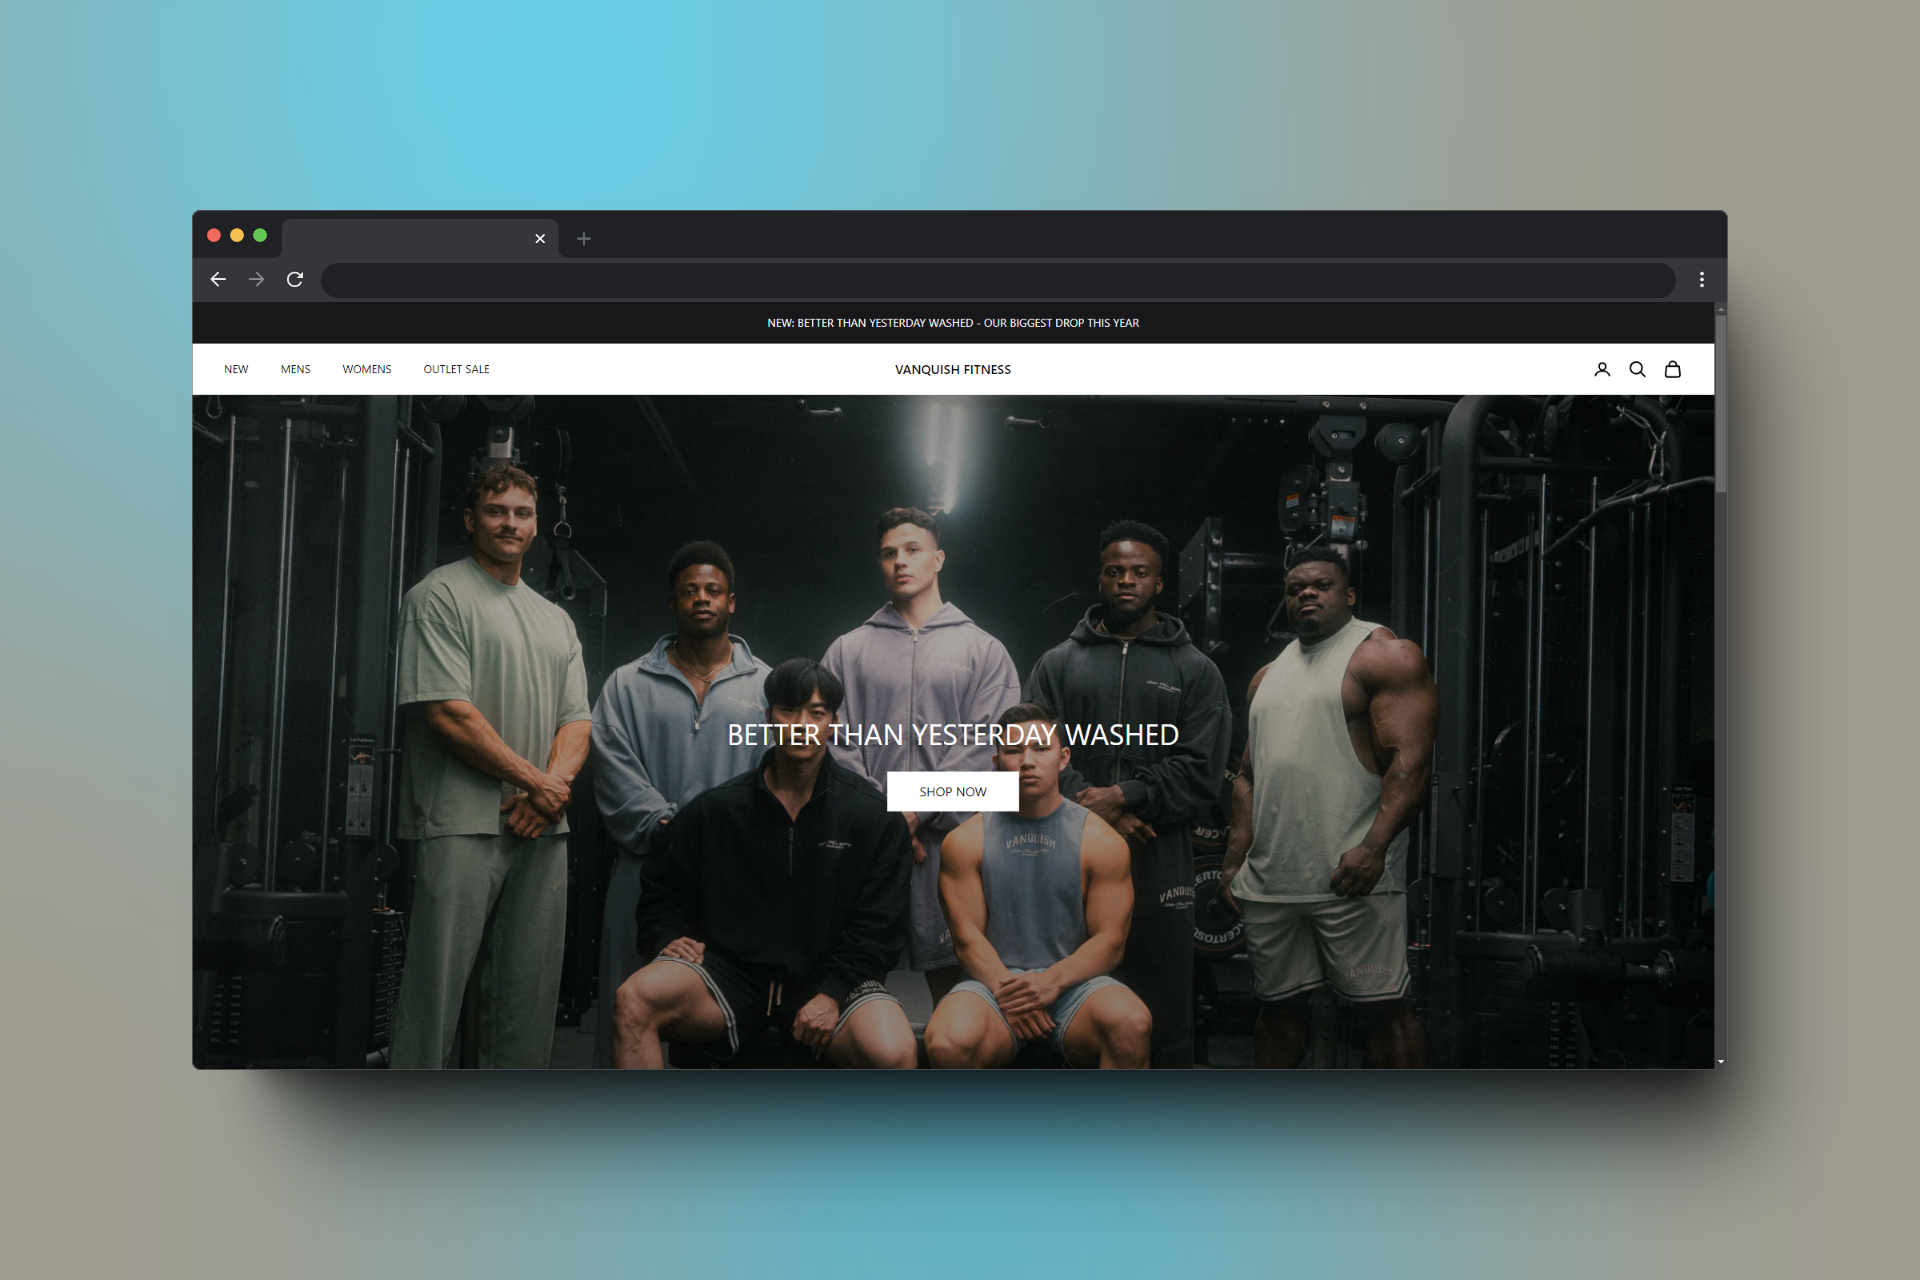 NEW: BETTER THAN YESTERDAY WASHED - OUR BIGGEST DROP THIS YEAR
NEW MENS WOMENS OUTLET SALE VANQUISH FITNESS
BETTER THAN YESTERDAY WASHED
SHOP NOW
VANQUISH
VANQUISH